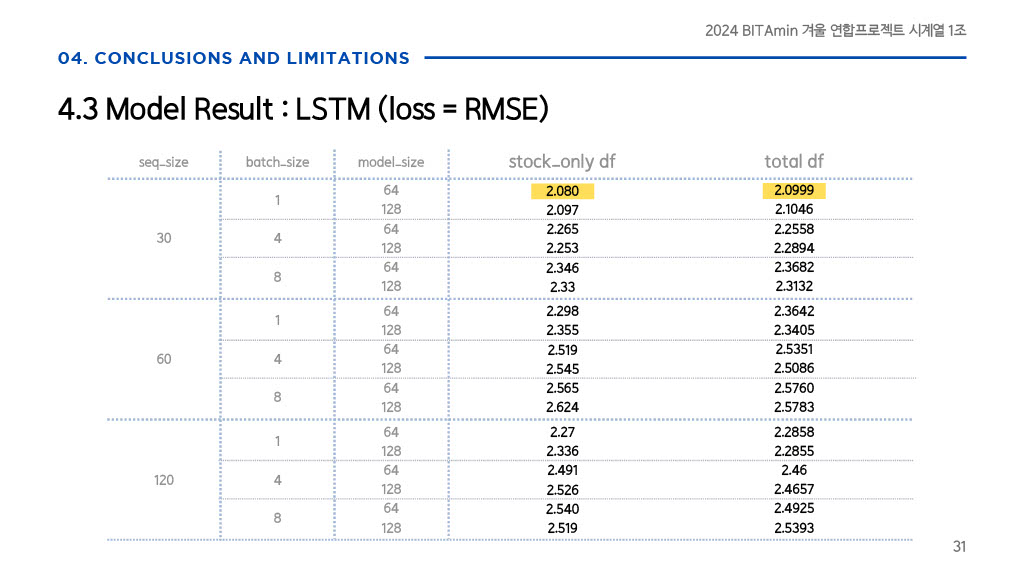 2024 BITAmin 겨울 연합프로젝트 시계열 1조
04. CONCLUSIONS AND LIMITATIONS
4.3 Model Result : LSTM (loss = RMSE)
seq_size batch_size model_size stock_only df total df
30 1 64 2.080 2.0999
128 2.097 2.1046
4 64 2.265 2.2558
128 2.253 2.2894
8 64 2.346 2.3682
128 2.33 2.3132
60 1 64 2.298 2.3642
128 2.355 2.3405
4 64 2.519 2.5351
128 2.545 2.5086
8 64 2.565 2.5760
128 2.624 2.5783
120 1 64 2.27 2.2858
128 2.336 2.2855
4 64 2.491 2.46
128 2.526 2.4657
8 64 2.540 2.4925
128 2.519 2.5393
31